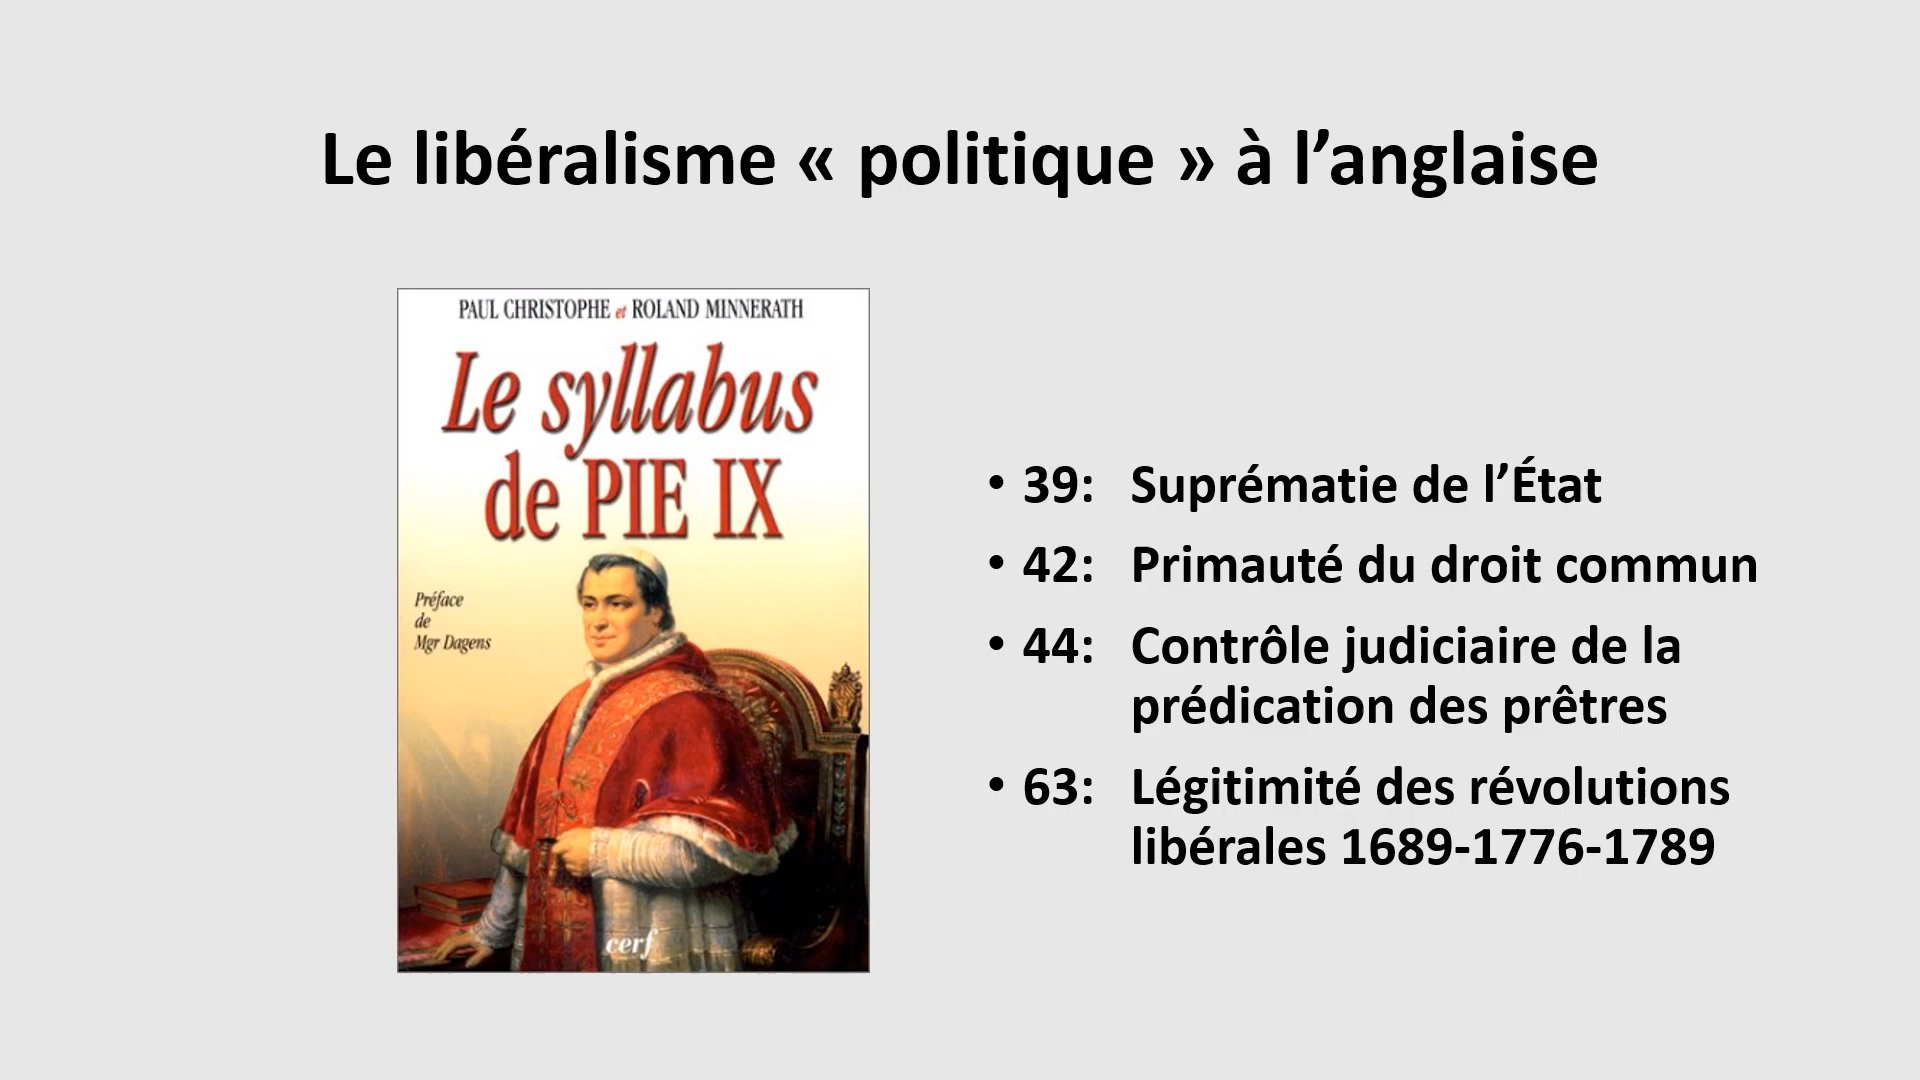 Le libéralisme « politique » à l’anglaise
PAUL CHRISTOPHE et ROLAND MINNERATH
Le syllabus
de PIE IX
Préface
de
Mgr Dagens
cerf
• 39: Suprématie de l’État
• 42: Primauté du droit commun
• 44: Contrôle judiciaire de la
prédication des prêtres
• 63: Légitimité des révolutions
libérales 1689-1776-1789